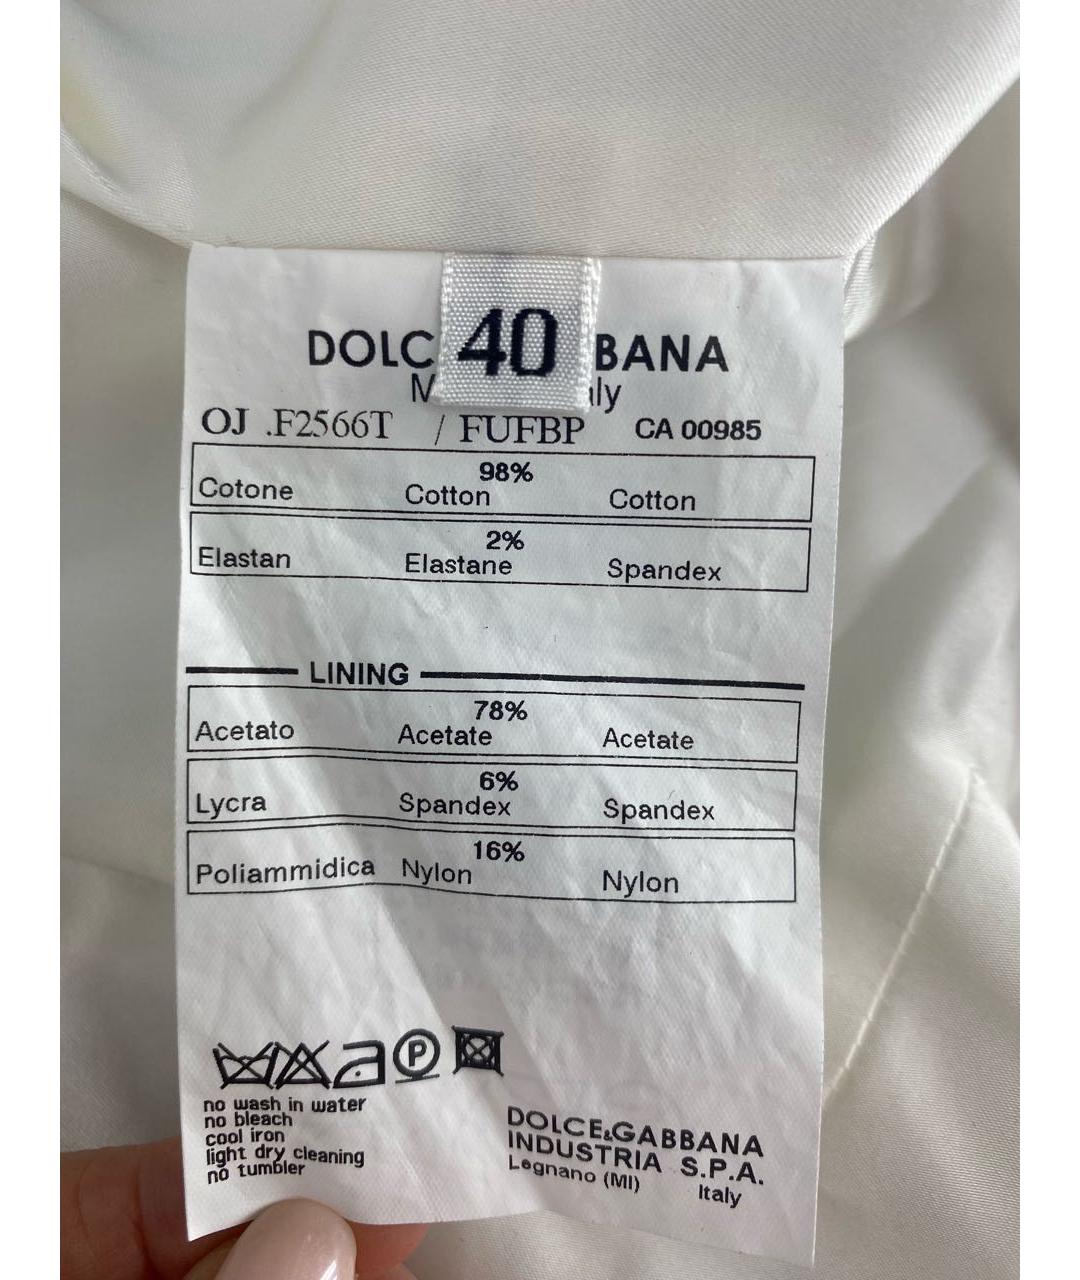 40
DOLC BANA
M aly
OJ .F2566T / FUFBP CA 00985
98%
Cotone Cotton Cotton
2%
Elastan Elastane Spandex
LINING
78%
Acetato Acetate Acetate
6%
Lycra Spandex Spandex
16%
Poliammidica Nylon Nylon
P
no wash in water
no bleach
cool iron
light dry cleaning
no tumbler
DOLCE&GABBANA
INDUSTRIA S.P.A.
Legnano (MI) Italy